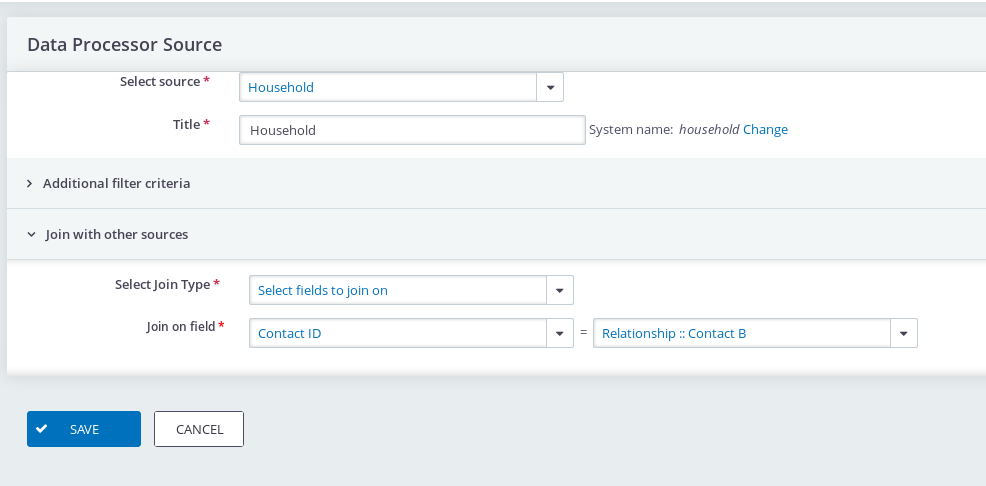 Data Processor Source
Select source *
Household
Title *
Household
System name: household Change
Additional filter criteria
Join with other sources
Select Join Type *
Select fields to join on
Join on field *
Contact ID = Relationship :: Contact B
SAVE
CANCEL